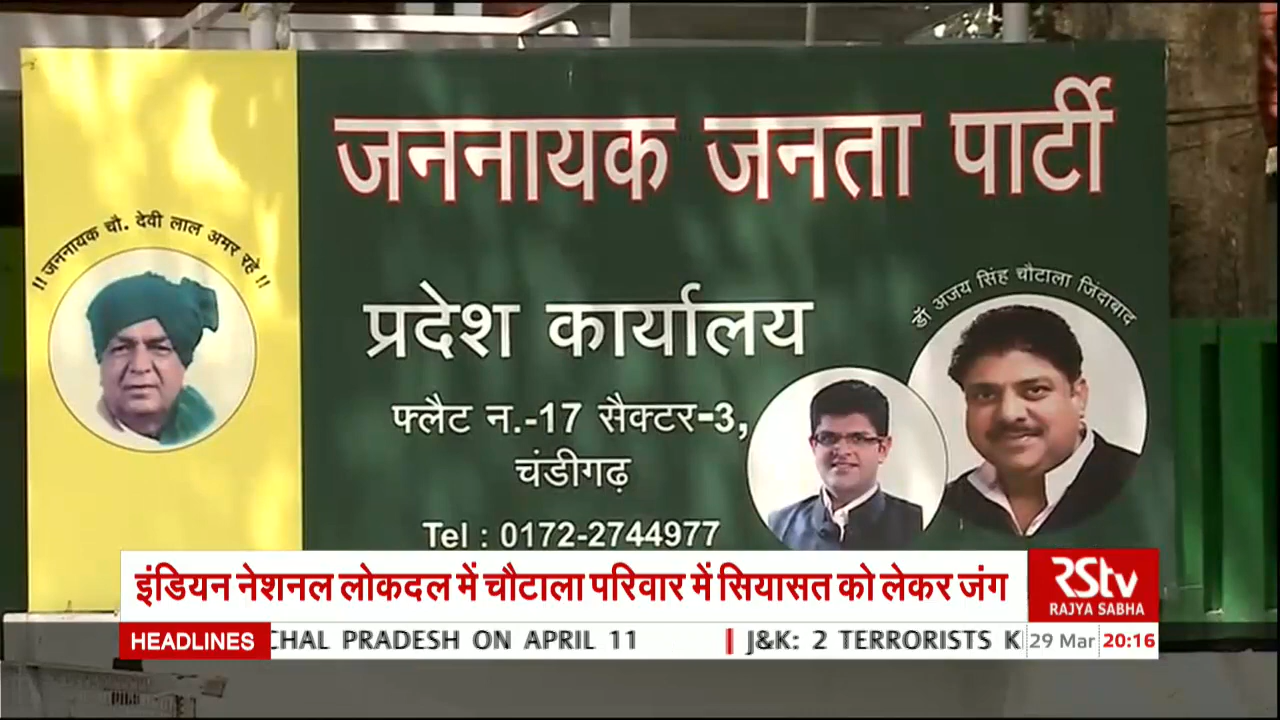 जननायक जनता पार्टी
!! जननायक चौ. देवी लाल अमर रहे !!
प्रदेश कार्यालय
डॉ अजय सिंह चौटाला जिंदाबाद
फ्लैट न.-17 सैक्टर-3,
चंडीगढ़
Tel : 0172-2744977
इंडियन नेशनल लोकदल में चौटाला परिवार में सियासत को लेकर जंग
RStv
RAJYA SABHA
HEADLINES CHAL PRADESH ON APRIL 11 J&K: 2 TERRORISTS K 29 Mar 20:16